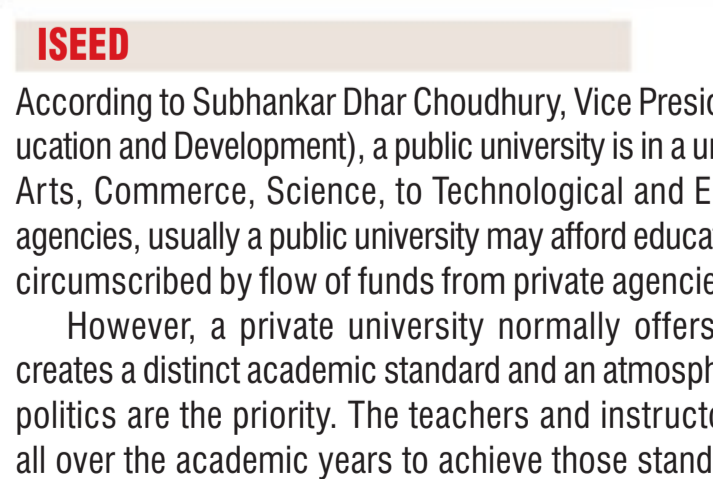 ISEED
According to Subhankar Dhar Choudhury, Vice
ucation and Development), a public university is in a
Arts, Commerce, Science, to Technological and
agencies, usually a public university may afford
circumscribed by flow of funds from private
However, a private university normally offers
creates a distinct academic standard and an
politics are the priority. The teachers and
all over the academic years to achieve those